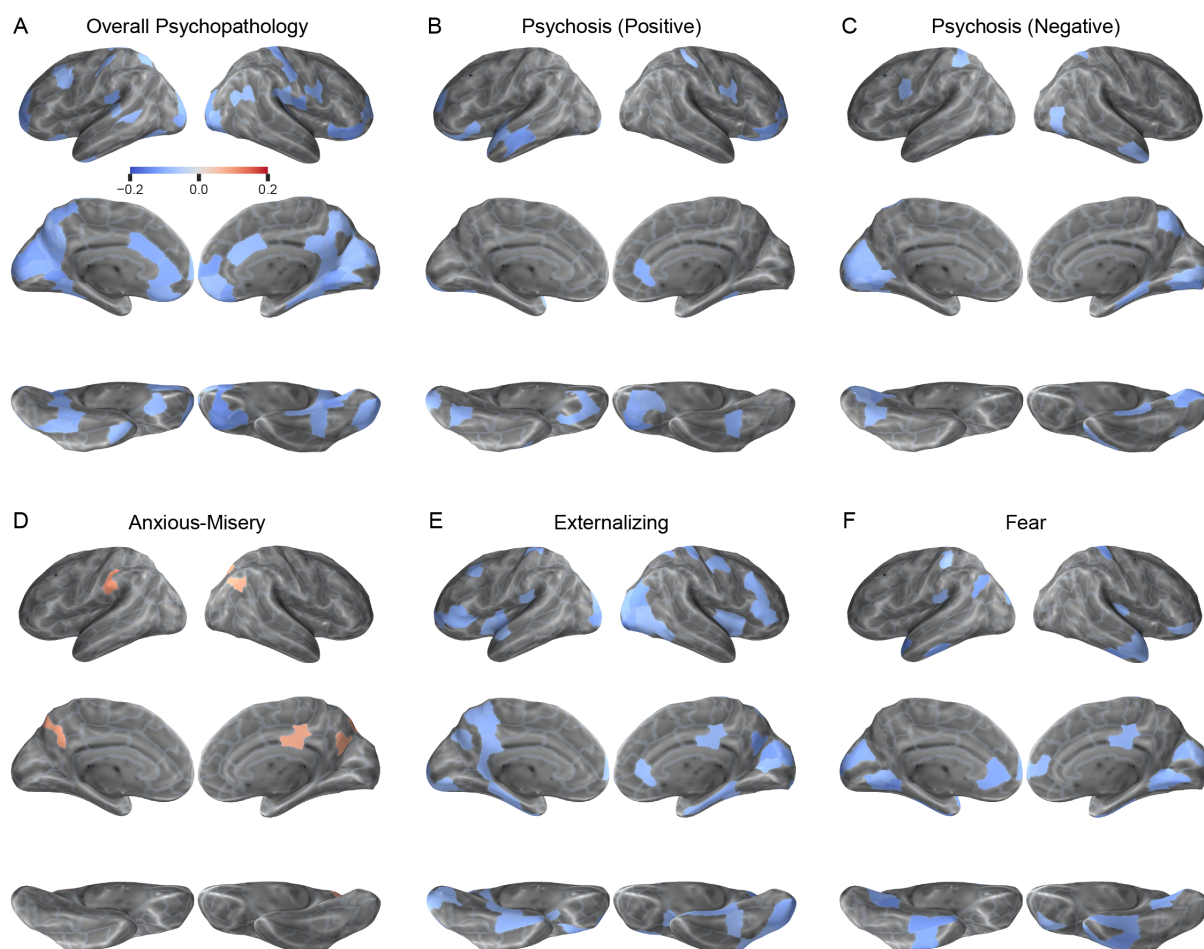 A Overall Psychopathology
B Psychosis (Positive)
C Psychosis (Negative)
−0.2 0.0 0.2
D Anxious-Misery
E Externalizing
F Fear